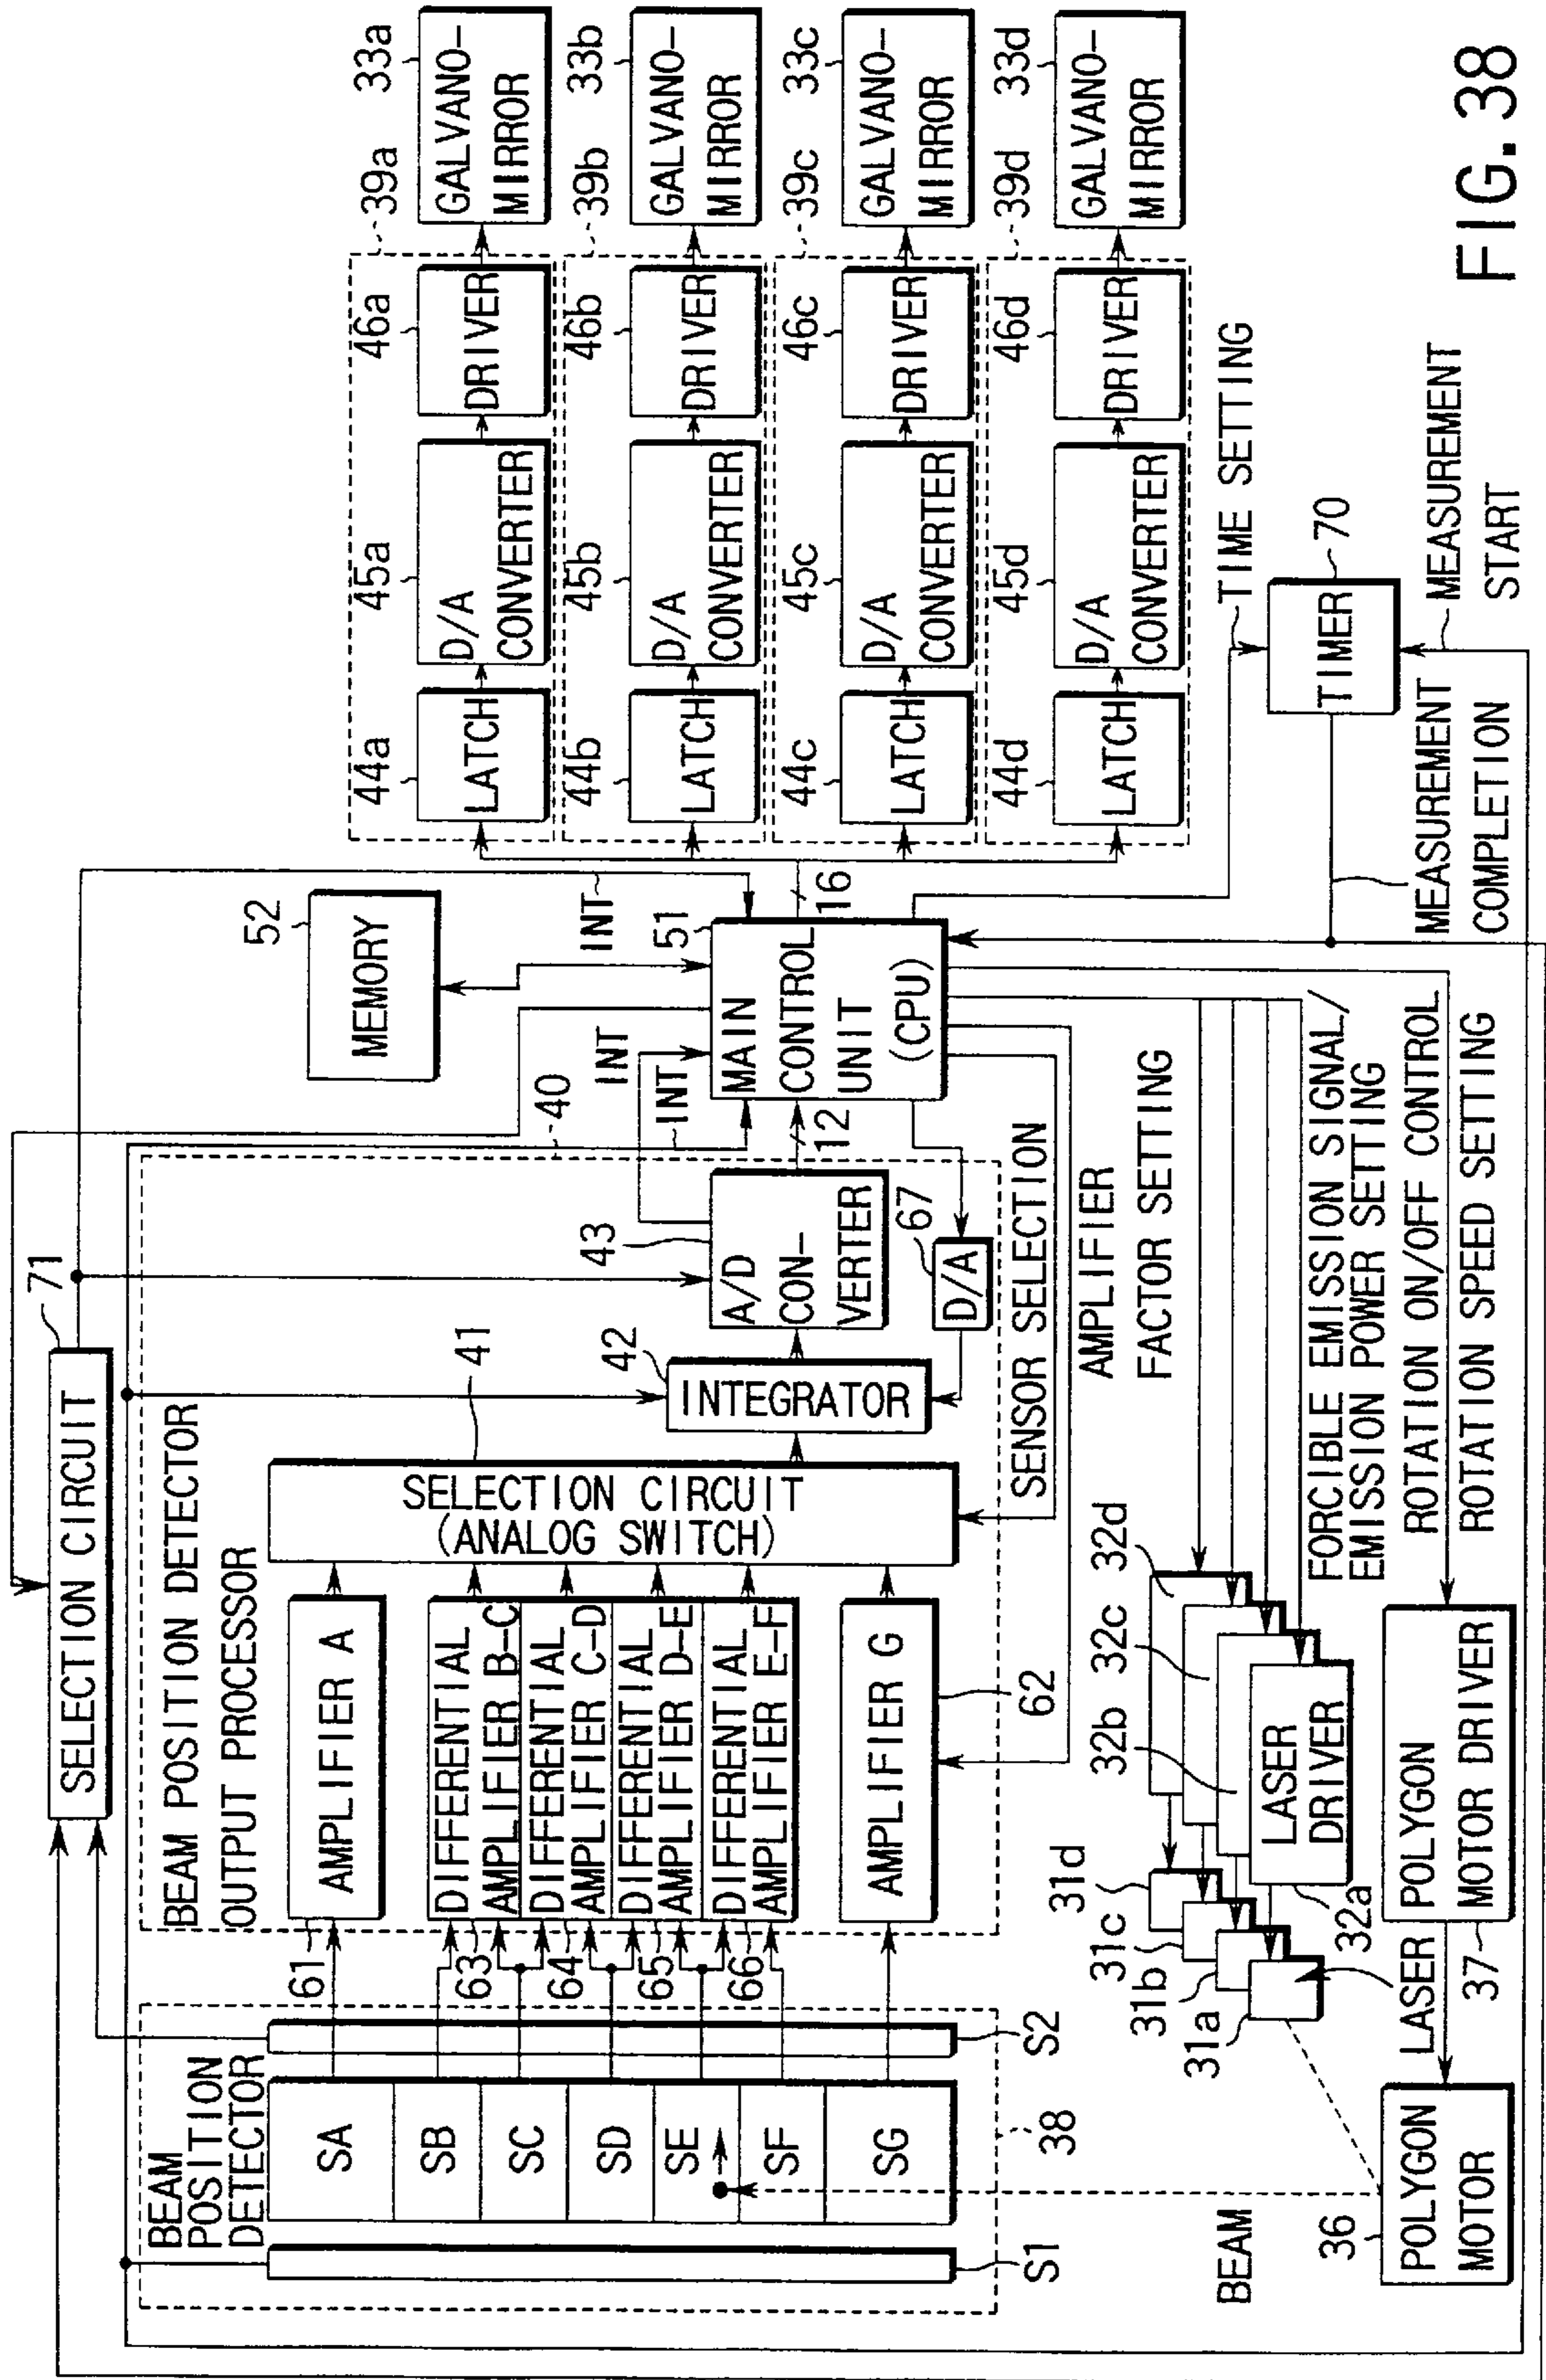 FIG. 38
71
SELECTION CIRCUIT
52
MEMORY
BEAM POSITION DETECTOR
OUTPUT PROCESSOR
40
BEAM
POSITION
DETECTOR
S1
SA
SB
SC
SD
SE
SF
SG
38
S2
61
AMPLIFIER A
63
DIFFERENTIAL
AMPLIFIER B-C
64
DIFFERENTIAL
AMPLIFIER C-D
65
DIFFERENTIAL
AMPLIFIER D-E
66
DIFFERENTIAL
AMPLIFIER E-F
AMPLIFIER G
62
41
SELECTION CIRCUIT
(ANALOG SWITCH)
42
INTEGRATOR
43
A/D
CON-
VERTER
67
D/A
12
INT
INT
INT
51
MAIN
CONTROL
UNIT
(CPU)
16
SENSOR SELECTION
AMPLIFIER
FACTOR SETTING
44a
LATCH
45a
D/A
CONVERTER
46a
DRIVER
39a
33a
GALVANO-
MIRROR
44b
LATCH
45b
D/A
CONVERTER
46b
DRIVER
39b
33b
GALVANO-
MIRROR
44c
LATCH
45c
D/A
CONVERTER
46c
DRIVER
39c
33c
GALVANO-
MIRROR
44d
LATCH
45d
D/A
CONVERTER
46d
DRIVER
39d
33d
GALVANO-
MIRROR
TIME SETTING
70
TIMER
MEASUREMENT
START
MEASUREMENT
COMPLETION
FORCIBLE EMISSION SIGNAL/
EMISSION POWER SETTING
ROTATION ON/OFF CONTROL
ROTATION SPEED SETTING
31d
31c
31b
31a
LASER
32d
32c
32b
LASER
DRIVER
32a
BEAM
36
POLYGON
MOTOR
37
POLYGON
MOTOR DRIVER